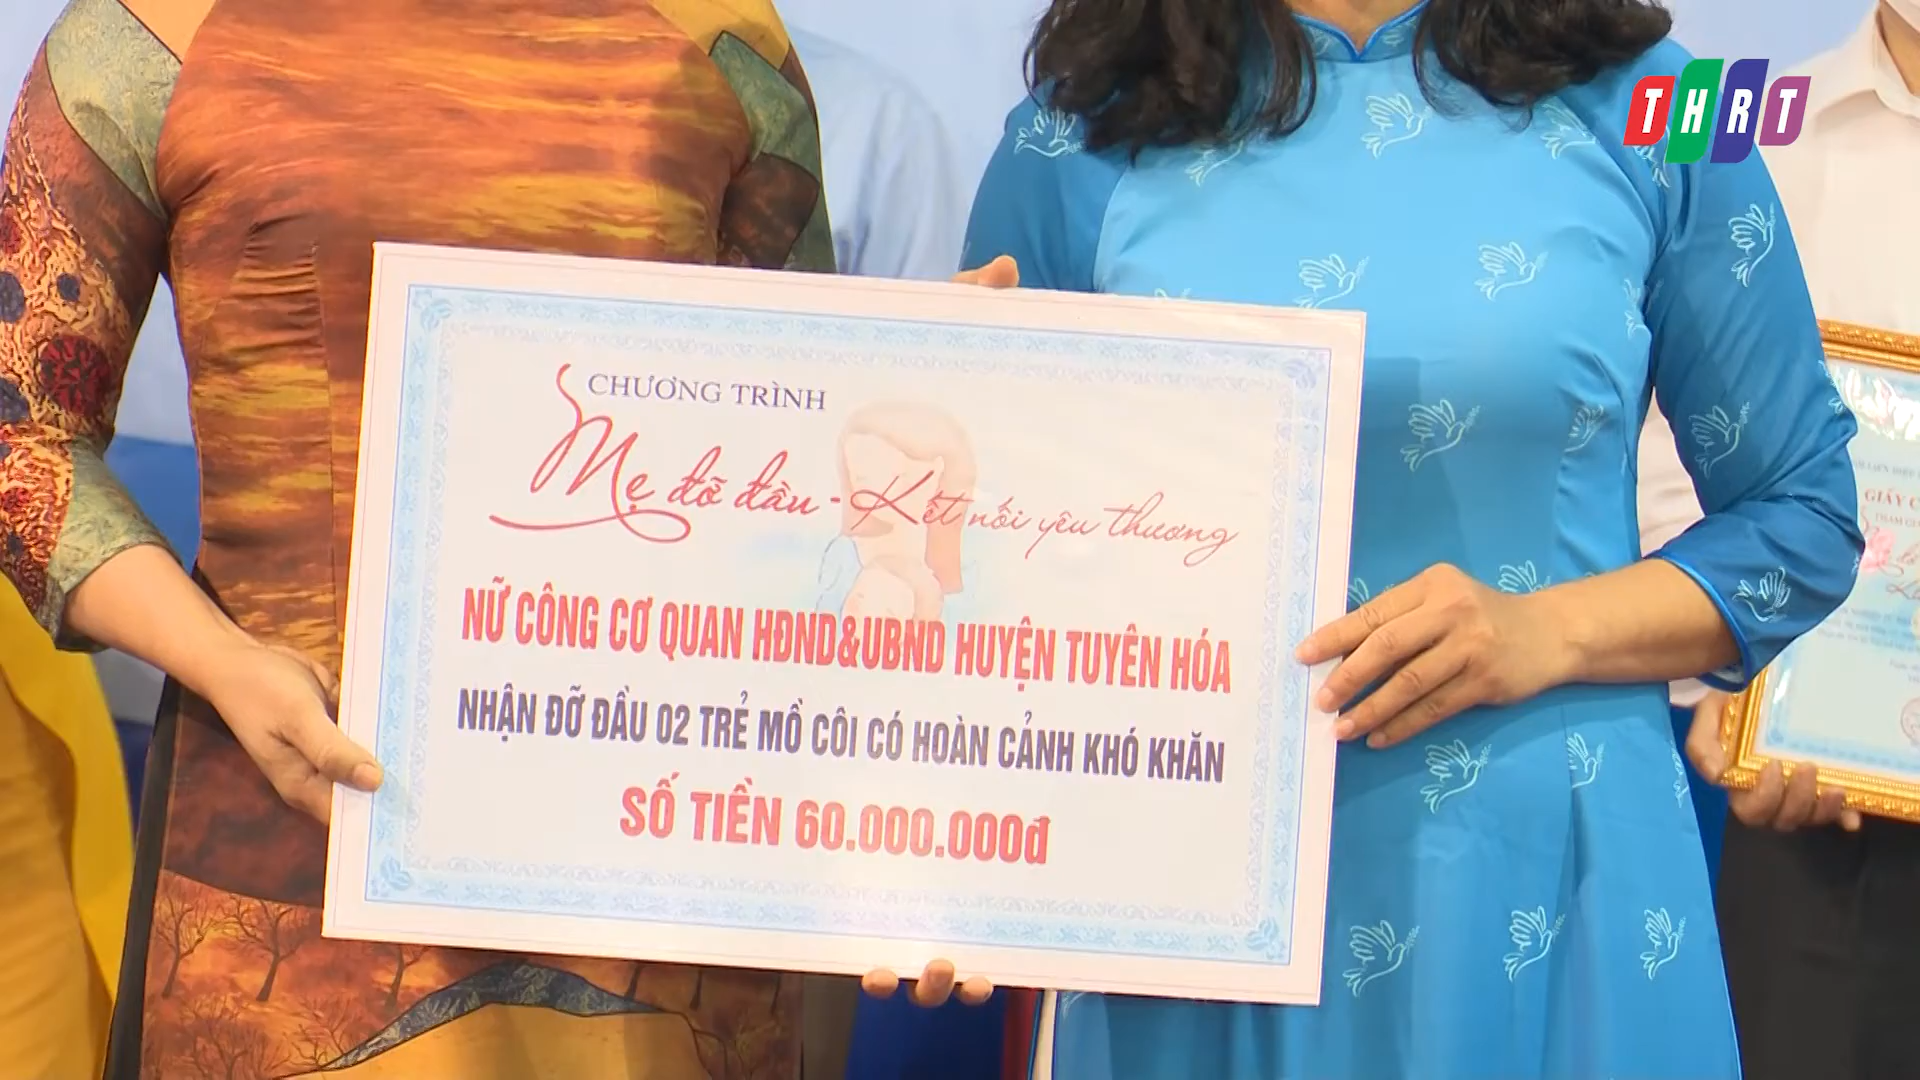 THRT
CHƯƠNG TRÌNH
Mẹ đỡ đầu - Kết nối yêu thương
NỮ CÔNG CƠ QUAN HĐND&UBND HUYỆN TUYÊN HÓA
NHẬN ĐỠ ĐẦU 02 TRẺ MỒ CÔI CÓ HOÀN CẢNH KHÓ KHĂN
SỐ TIỀN 60.000.000đ
GIẤY C